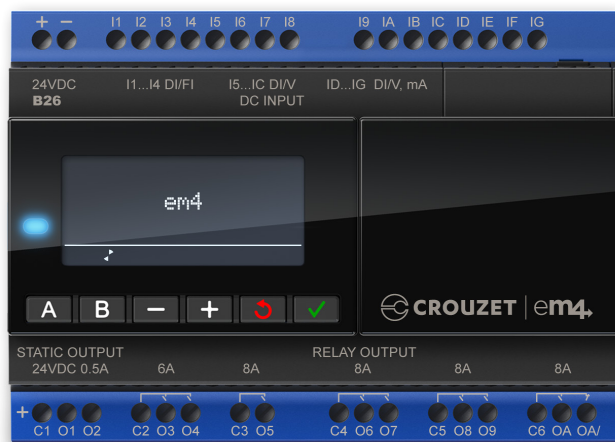 + − I1 I2 I3 I4 I5 I6 I7 I8 I9 IA IB IC ID IE IF IG
24VDC I1...I4 DI/FI I5...IC DI/V ID...IG DI/V, mA
B26 DC INPUT
em4
A B − +
CROUZET | em4
STATIC OUTPUT RELAY OUTPUT
24VDC 0.5A 6A 8A 8A 8A 8A
+ C1 O1 O2 C2 O3 O4 C3 O5 C4 O6 O7 C5 O8 O9 C6 OA OA/